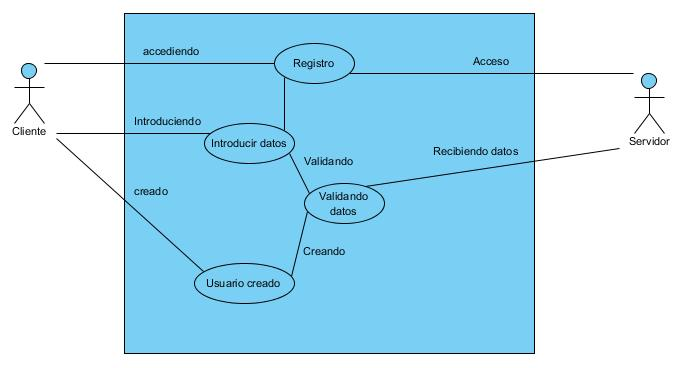 accediendo
Registro
Acceso
Cliente
Introduciendo
Servidor
Introducir datos
Recibiendo datos
Validando
creado
Validando
datos
Creando
Usuario creado